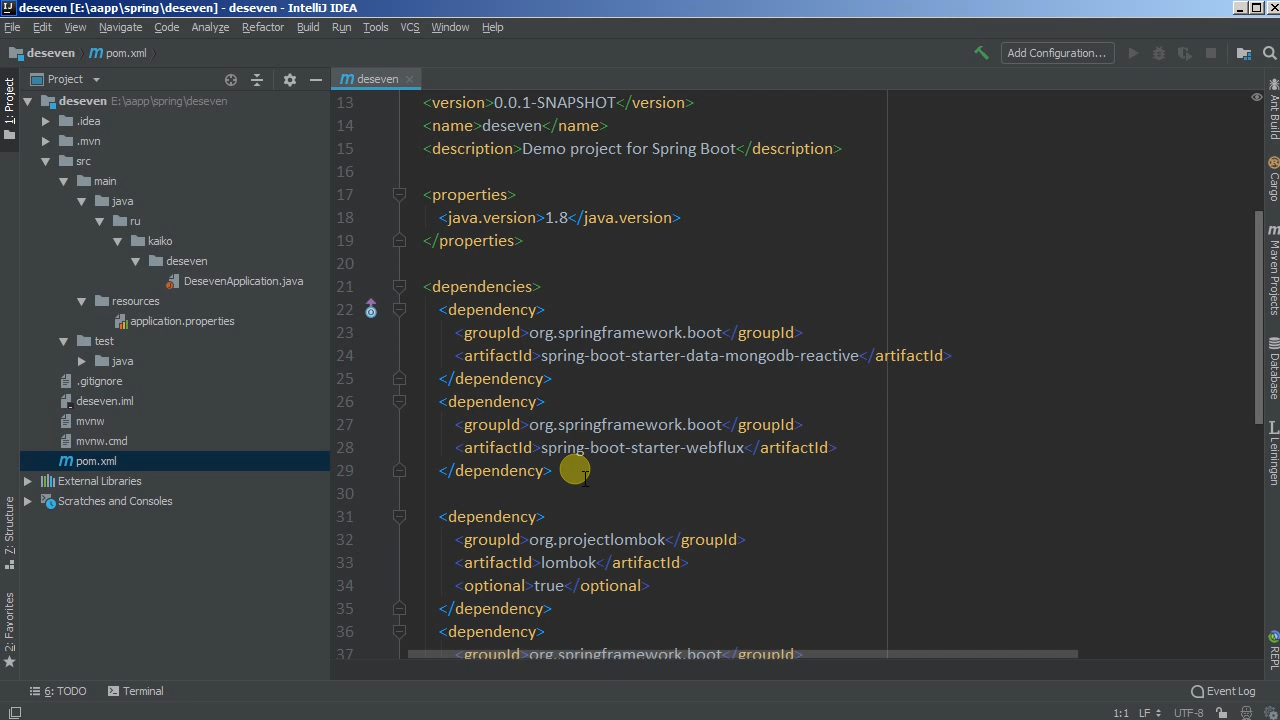 deseven [E:\aapp\spring\deseven] - deseven - IntelliJ IDEA
File Edit View Navigate Code Analyze Refactor Build Run Tools VCS Window Help
deseven pom.xml Add Configuration...
1: Project
Project
deseven
deseven E:\aapp\spring\deseven
.idea
.mvn
src
main
java
ru
kaiko
deseven
DesevenApplication.java
resources
application.properties
test
java
.gitignore
deseven.iml
mvnw
mvnw.cmd
pom.xml
External Libraries
Scratches and Consoles
13 <version>0.0.1-SNAPSHOT</version>
14 <name>deseven</name>
15 <description>Demo project for Spring Boot</description>
16
17 <properties>
18 <java.version>1.8</java.version>
19 </properties>
20
21 <dependencies>
22 <dependency>
23 <groupId>org.springframework.boot</groupId>
24 <artifactId>spring-boot-starter-data-mongodb-reactive</artifactId>
25 </dependency>
26 <dependency>
27 <groupId>org.springframework.boot</groupId>
28 <artifactId>spring-boot-starter-webflux</artifactId>
29 </dependency>
30
31 <dependency>
32 <groupId>org.projectlombok</groupId>
33 <artifactId>lombok</artifactId>
34 <optional>true</optional>
35 </dependency>
36 <dependency>
37 <groupId>org.springframework.boot</groupId>
Ant Build
Cargo
Maven Projects
Database
Leiningen
REPL
7: Structure
2: Favorites
6: TODO Terminal Event Log
1:1 LF UTF-8